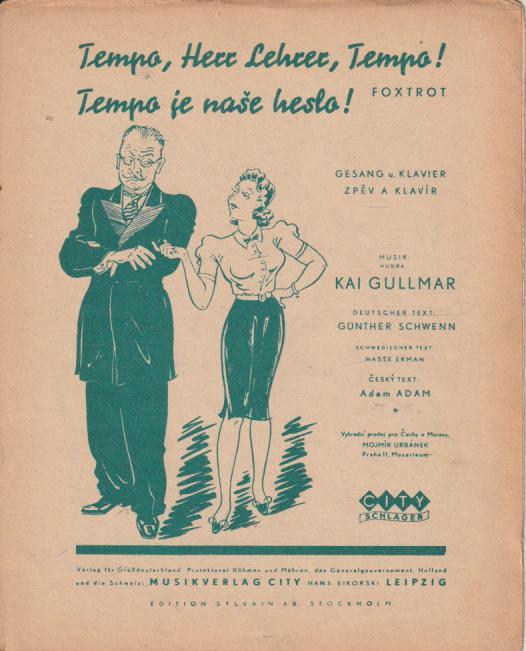 Tempo, Herr Lehrer, Tempo!
Tempo je naše heslo!
FOXTROT
GESANG u. KLAVIER
ZPĚV A KLAVÍR
MUSIK:
HUDBA
KAI GULLMAR
DEUTSCHER TEXT:
GÜNTHER SCHWENN
SCHWEDISCHER TEXT
HASSE EKMAN
ČESKÝ TEXT:
Adam ADAM
*
Výhradní prodej pro Čechy a Moravu,
MOJMÍR URBÁNEK
Praha II, Mozarteum
CITY
SCHLAGER
Verlag für Großdeutschland Protektorat Böhmen und Mähren, das Generalgouvernement, Holland
und die Schweiz: MUSIKVERLAG CITY HANS SIKORSKI LEIPZIG
EDITION SYLVAIN AB. STOCKHOLM